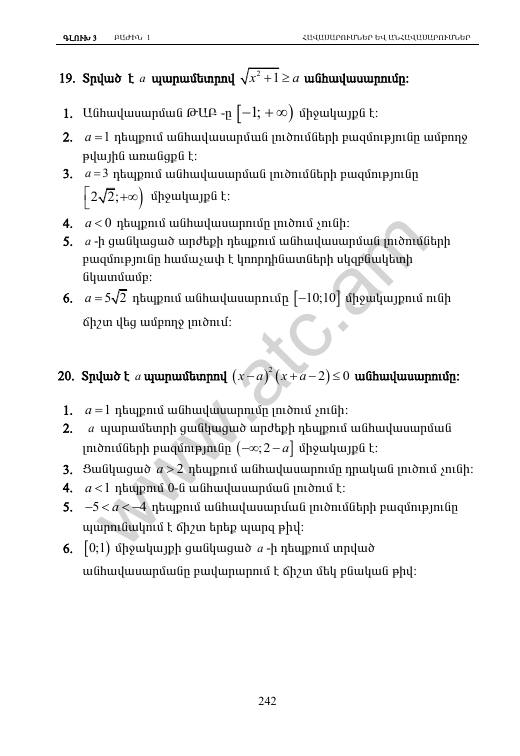 ԳԼՈՒԽ 3 ԲԱԺԻՆ 1 ՀԱՎԱՍԱՐՈՒՄՆԵՐ ԵՎ ԱՆՀԱՎԱՍԱՐՈՒՄՆԵՐ
19. Տրված է a պարամետրով √(x²+1) ≥ a անհավասարումը:
1. Անհավասարման ԹԱԲ -ը [−1; +∞) միջակայքն է:
2. a = 1 դեպքում անհավասարման լուծումների բազմությունը ամբողջ
թվային առանցքն է:
3. a = 3 դեպքում անհավասարման լուծումների բազմությունը
[2√2; +∞) միջակայքն է:
4. a < 0 դեպքում անհավասարումը լուծում չունի:
5. a -ի ցանկացած արժեքի դեպքում անհավասարման լուծումների
բազմությունը համաչափ է կոորդինատների սկզբնակետի
նկատմամբ:
6. a = 5√2 դեպքում անհավասարումը [−10;10] միջակայքում ունի
ճիշտ վեց ամբողջ լուծում:
20. Տրված է a պարամետրով (x−a)²(x+a−2) ≤ 0 անհավասարումը:
1. a = 1 դեպքում անհավասարումը լուծում չունի:
2. a պարամետրի ցանկացած արժեքի դեպքում անհավասարման
լուծումների բազմությունը (−∞; 2−a] միջակայքն է:
3. Ցանկացած a > 2 դեպքում անհավասարումը դրական լուծում չունի:
4. a < 1 դեպքում 0-ն անհավասարման լուծում է:
5. −5 < a < −4 դեպքում անհավասարման լուծումների բազմությունը
պարունակում է ճիշտ երեք պարզ թիվ:
6. [0;1) միջակայքի ցանկացած a -ի դեպքում տրված
անհավասարմանը բավարարում է ճիշտ մեկ բնական թիվ:
www.atc.am
242